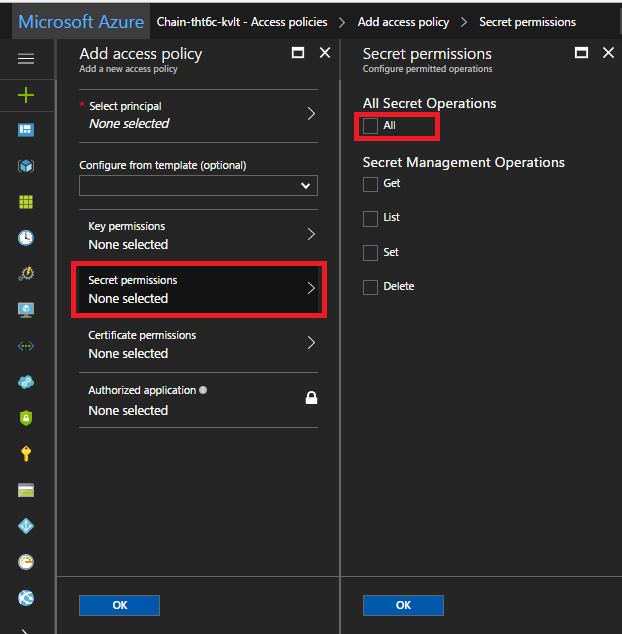 Microsoft Azure Chain-tht6c-kvlt - Access policies > Add access policy > Secret permissions
Add access policy
Add a new access policy
* Select principal
None selected
Configure from template (optional)
Key permissions
None selected
Secret permissions
None selected
Certificate permissions
None selected
Authorized application
None selected
OK
Secret permissions
Configure permitted operations
All Secret Operations
All
Secret Management Operations
Get
List
Set
Delete
OK